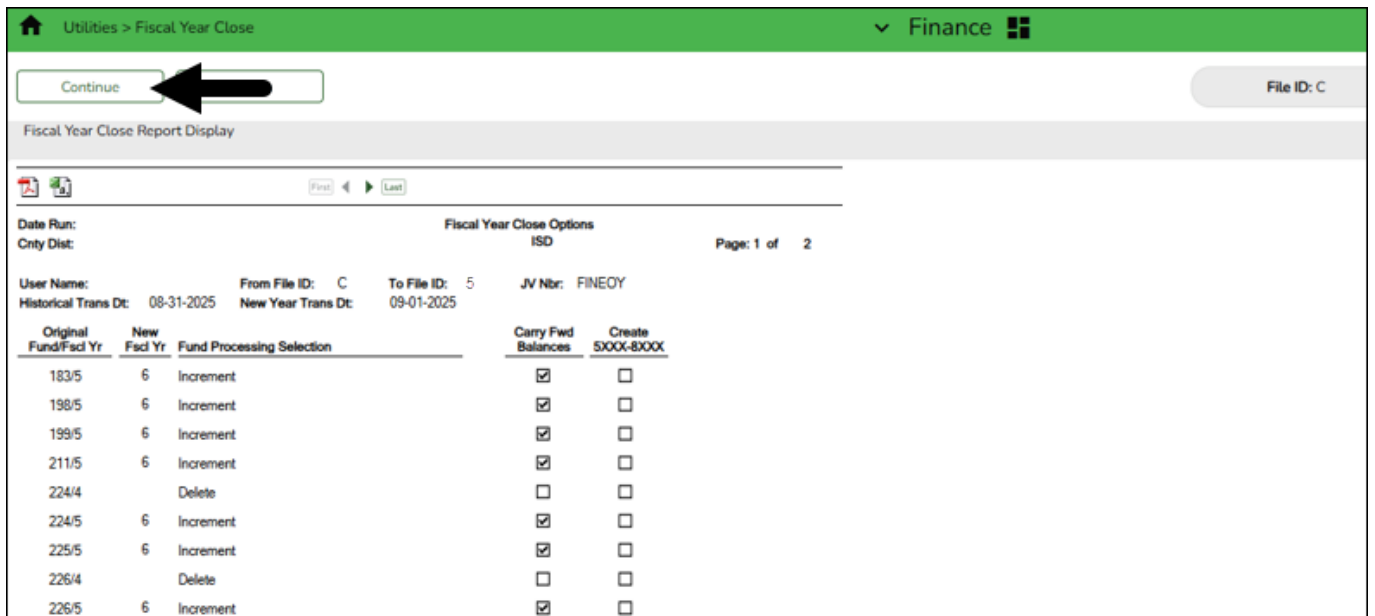 Utilities > Fiscal Year Close
Finance
Continue
File ID: C
Fiscal Year Close Report Display
First Last
Date Run: Fiscal Year Close Options
Cnty Dist: ISD Page: 1 of 2
User Name: From File ID: C To File ID: 5 JV Nbr: FINEOY
Historical Trans Dt: 08-31-2025 New Year Trans Dt: 09-01-2025
Original New Carry Fwd Create
Fund/Fscl Yr Fscl Yr Fund Processing Selection Balances 5XXX-8XXX
183/5 6 Increment
198/5 6 Increment
199/5 6 Increment
211/5 6 Increment
224/4 Delete
224/5 6 Increment
225/5 6 Increment
226/4 Delete
226/5 6 Increment